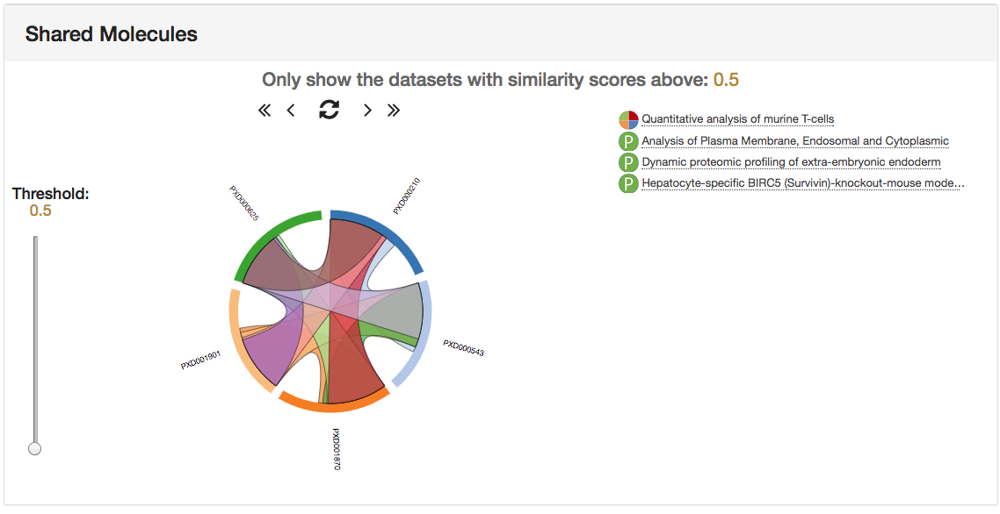 Shared Molecules
Only show the datasets with similarity scores above: 0.5
Quantitative analysis of murine T-cells
P Analysis of Plasma Membrane, Endosomal and Cytoplasmic
P Dynamic proteomic profiling of extra-embryonic endoderm
P Hepatocyte-specific BIRC5 (Survivin)-knockout-mouse mode…
Threshold:
0.5
PXD000625
PXD000210
PXD000543
PXD001901
PXD001870